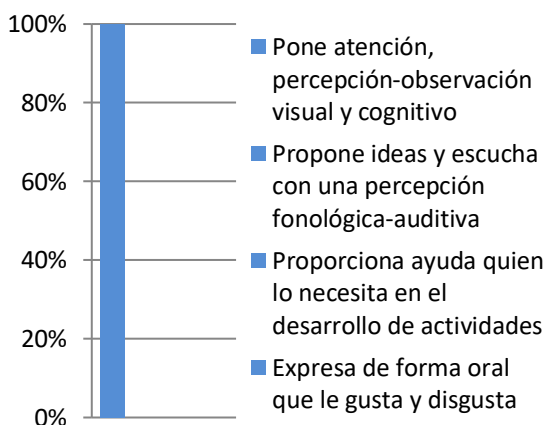 100%
80%
60%
40%
20%
0%
Pone atención,
percepción-observación
visual y cognitivo
Propone ideas y escucha
con una percepción
fonológica-auditiva
Proporciona ayuda quien
lo necesita en el
desarrollo de actividades
Expresa de forma oral
que le gusta y disgusta